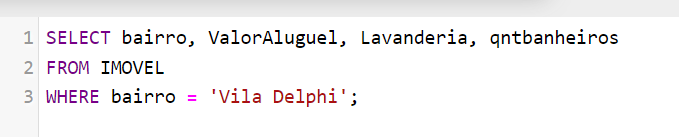 1 SELECT bairro, ValorAluguel, Lavanderia, qntbanheiros
2 FROM IMOVEL
3 WHERE bairro = 'Vila Delphi';